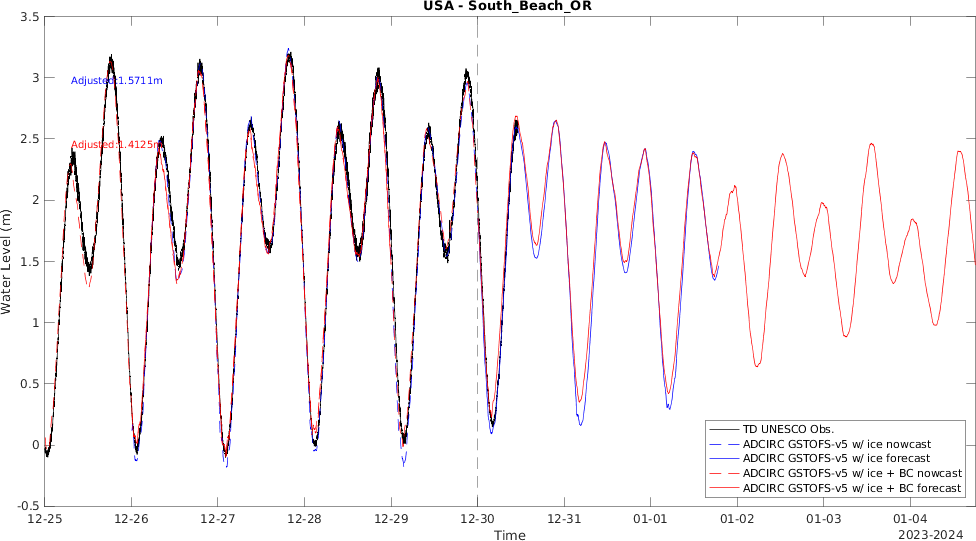 USA - South_Beach_OR
3.5
3
2.5
2
1.5
1
0.5
0
-0.5
Water Level (m)
Adjusted:1.5711m
Adjusted:1.4125m
TD UNESCO Obs.
ADCIRC GSTOFS-v5 w/ ice nowcast
ADCIRC GSTOFS-v5 w/ ice forecast
ADCIRC GSTOFS-v5 w/ ice + BC nowcast
ADCIRC GSTOFS-v5 w/ ice + BC forecast
12-25 12-26 12-27 12-28 12-29 12-30 12-31 01-01 01-02 01-03 01-04
Time
2023-2024